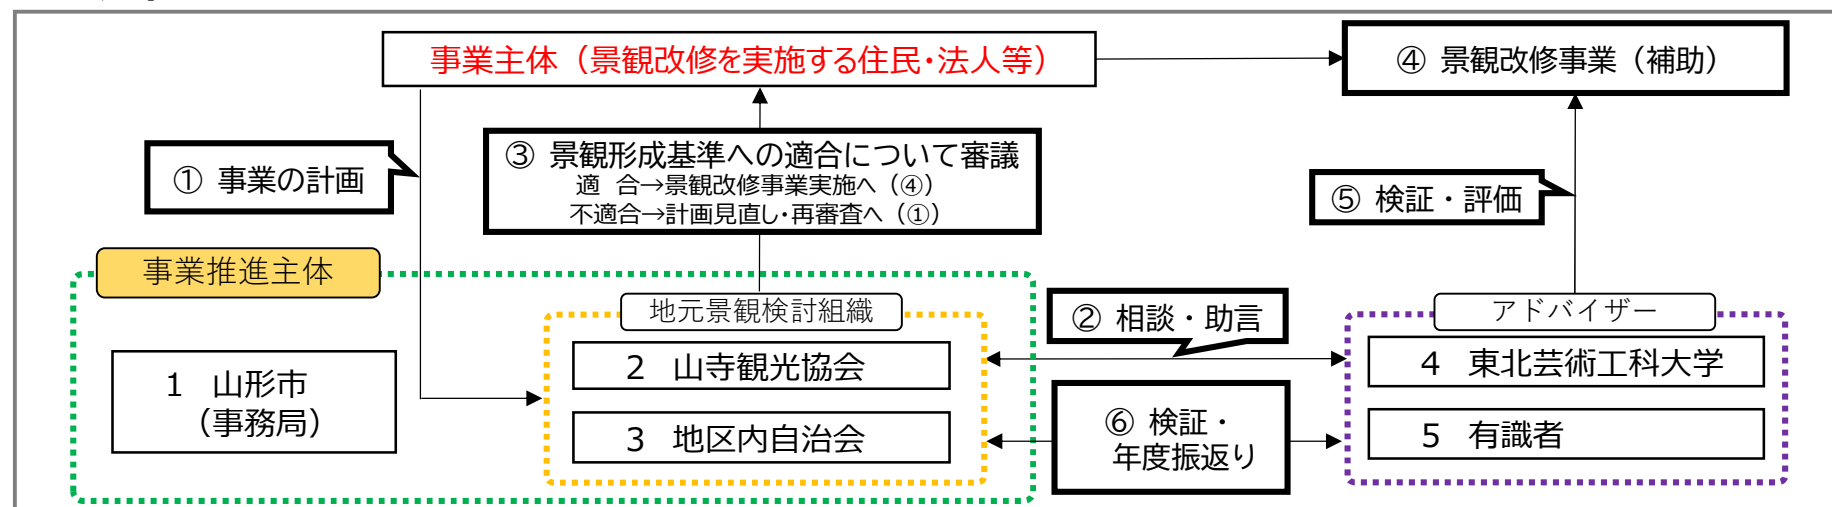 事業主体（景観改修を実施する住民・法人等）
④ 景観改修事業（補助）
① 事業の計画
③ 景観形成基準への適合について審議
適　合→景観改修事業実施へ（④）
不適合→計画見直し・再審査へ（①）
⑤ 検証・評価
事業推進主体
地元景観検討組織
② 相談・助言
アドバイザー
1　山形市
（事務局）
2　山寺観光協会
3　地区内自治会
⑥ 検証・
年度振返り
4　東北芸術工科大学
5　有識者